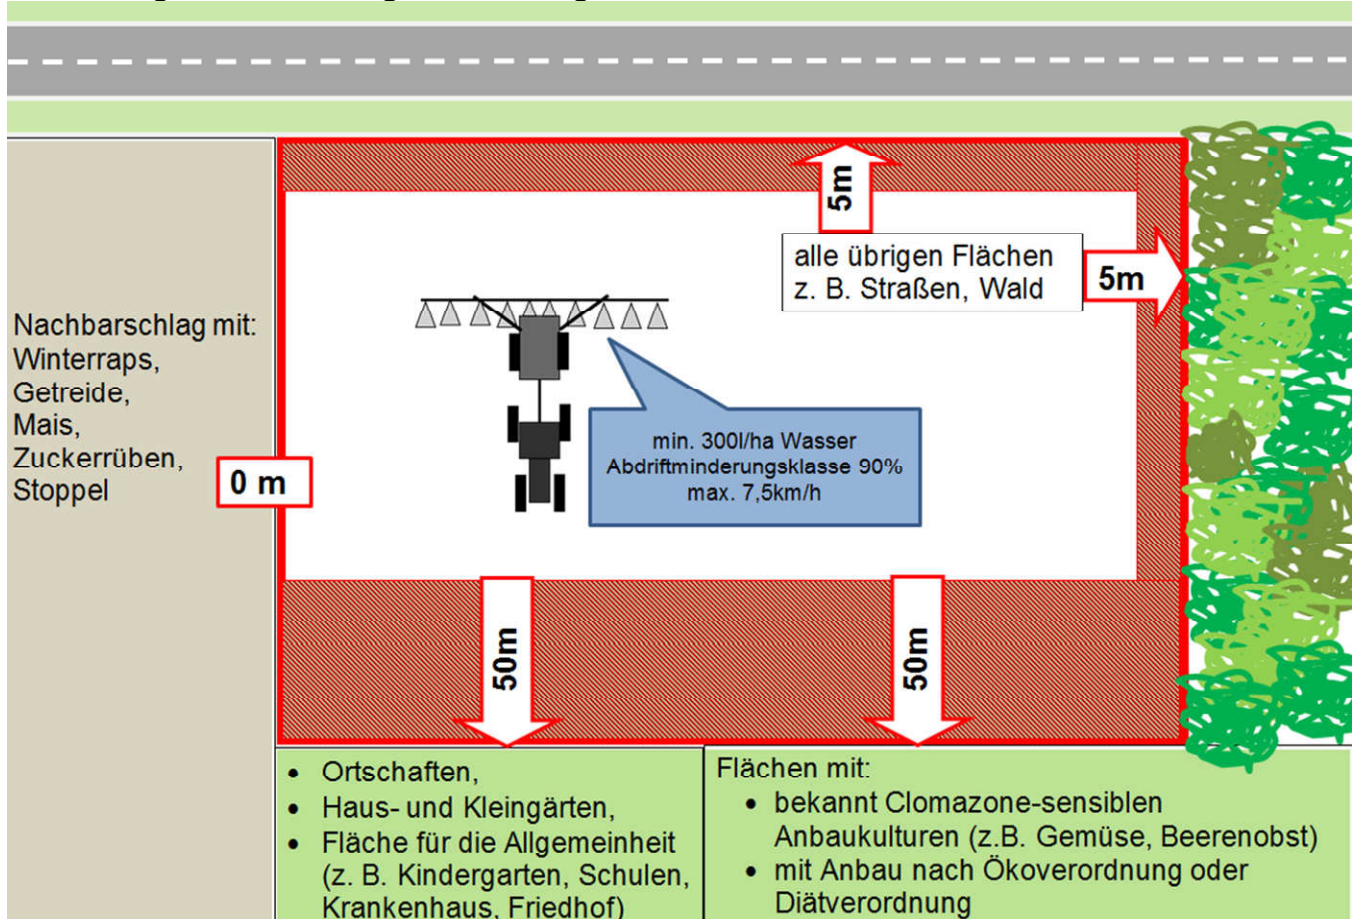 5m
alle übrigen Flächen
z. B. Straßen, Wald
5m
Nachbarschlag mit:
Winterraps,
Getreide,
Mais,
Zuckerrüben,
Stoppel
0 m
min. 300l/ha Wasser
Abdriftminderungsklasse 90%
max. 7,5km/h
50m
50m
• Ortschaften,
• Haus- und Kleingärten,
• Fläche für die Allgemeinheit
(z. B. Kindergarten, Schulen,
Krankenhaus, Friedhof)
Flächen mit:
• bekannt Clomazone-sensiblen
Anbaukulturen (z.B. Gemüse, Beerenobst)
• mit Anbau nach Ökoverordnung oder
Diätverordnung